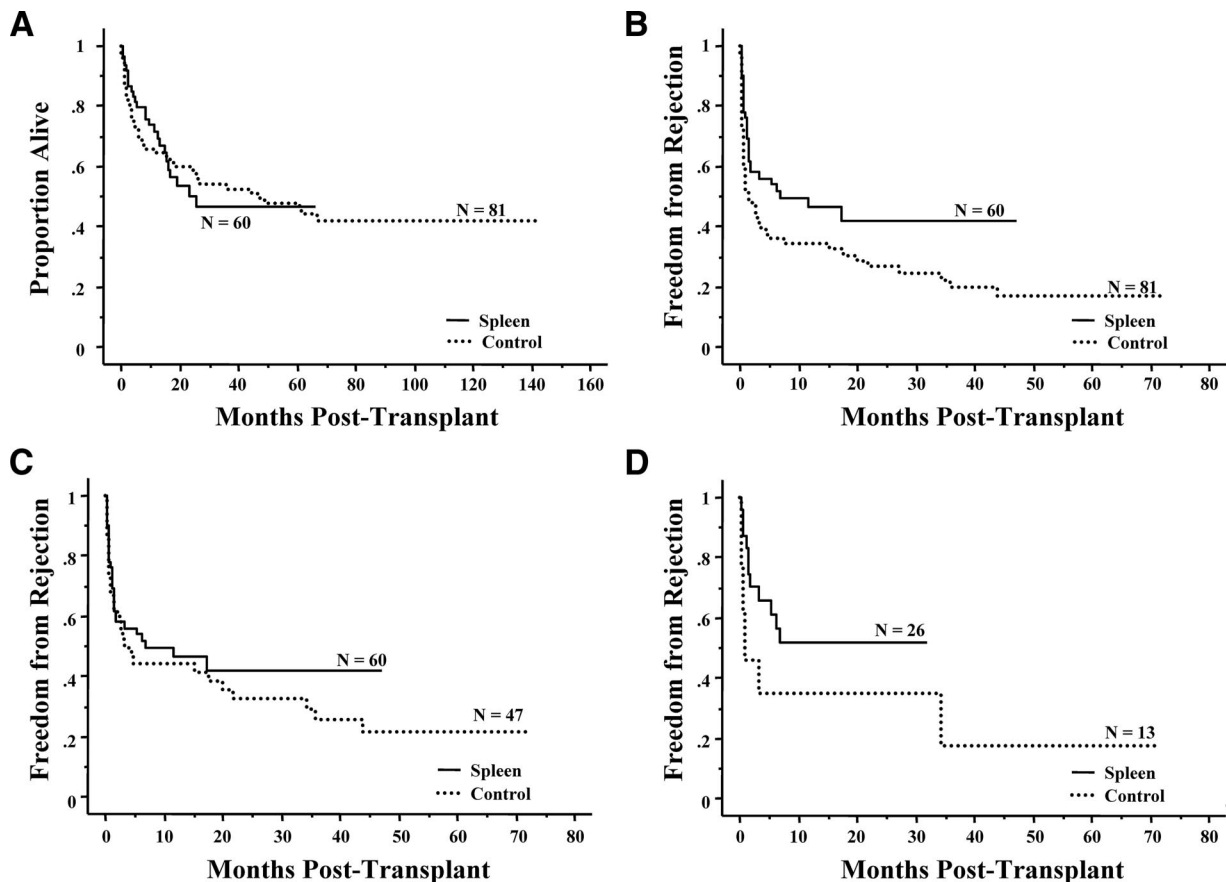 A
Proportion Alive
1
.8
.6
.4
.2
0
N = 60
N = 81
Spleen
Control
0 20 40 60 80 100 120 140 160
Months Post-Transplant
B
Freedom from Rejection
1
.8
.6
.4
.2
0
N = 60
N = 81
Spleen
Control
0 10 20 30 40 50 60 70 80
Months Post-Transplant
C
Freedom from Rejection
1
.8
.6
.4
.2
0
N = 60
N = 47
Spleen
Control
0 10 20 30 40 50 60 70 80
Months Post-Transplant
D
Freedom from Rejection
1
.8
.6
.4
.2
0
N = 26
N = 13
Spleen
Control
0 10 20 30 40 50 60 70 80
Months Post-Transplant